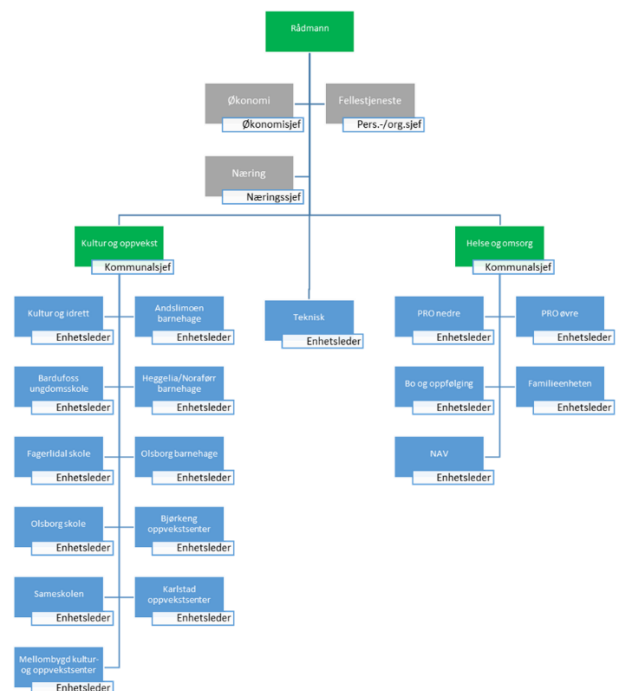 Rådmann
Økonomi
Økonomisjef
Fellestjeneste
Pers.-/org.sjef
Næring
Næringssjef
Kultur og oppvekst
Kommunalsjef
Helse og omsorg
Kommunalsjef
Kultur og idrett
Enhetsleder
Andslimoen
barnehage
Enhetsleder
Teknisk
Enhetsleder
PRO nedre
Enhetsleder
PRO øvre
Enhetsleder
Bardufoss
ungdomsskole
Enhetsleder
Heggelia/Noraførr
barnehage
Enhetsleder
Bo og oppfølging
Enhetsleder
Familieenheten
Enhetsleder
Fagerlidal skole
Enhetsleder
Olsborg barnehage
Enhetsleder
NAV
Enhetsleder
Olsborg skole
Enhetsleder
Bjørkeng
oppvekstsenter
Enhetsleder
Sameskolen
Enhetsleder
Karlstad
oppvekstsenter
Enhetsleder
Mellombygd kultur-
og oppvekstsenter
Enhetsleder